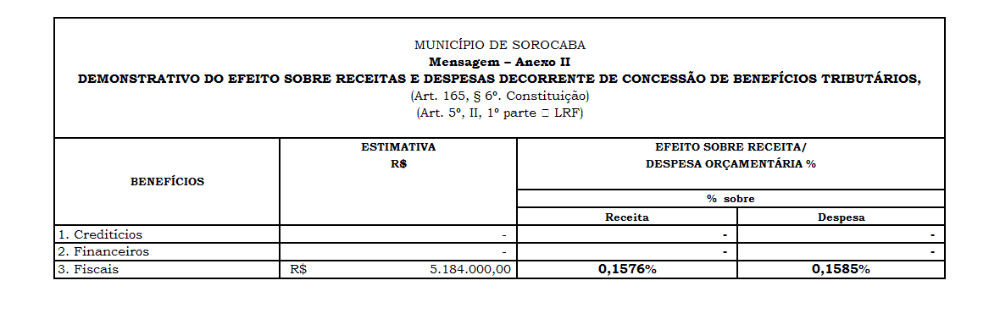 MUNICÍPIO DE SOROCABA
Mensagem – Anexo II
DEMONSTRATIVO DO EFEITO SOBRE RECEITAS E DESPESAS DECORRENTE DE CONCESSÃO DE BENEFÍCIOS TRIBUTÁRIOS,
(Art. 165, § 6º. Constituição)
(Art. 5º, II, 1º parte □ LRF)
BENEFÍCIOS
ESTIMATIVA
R$
EFEITO SOBRE RECEITA/
DESPESA ORÇAMENTÁRIA %
% sobre
Receita Despesa
1. Creditícios - - -
2. Financeiros - - -
3. Fiscais R$ 5.184.000,00 0,1576% 0,1585%